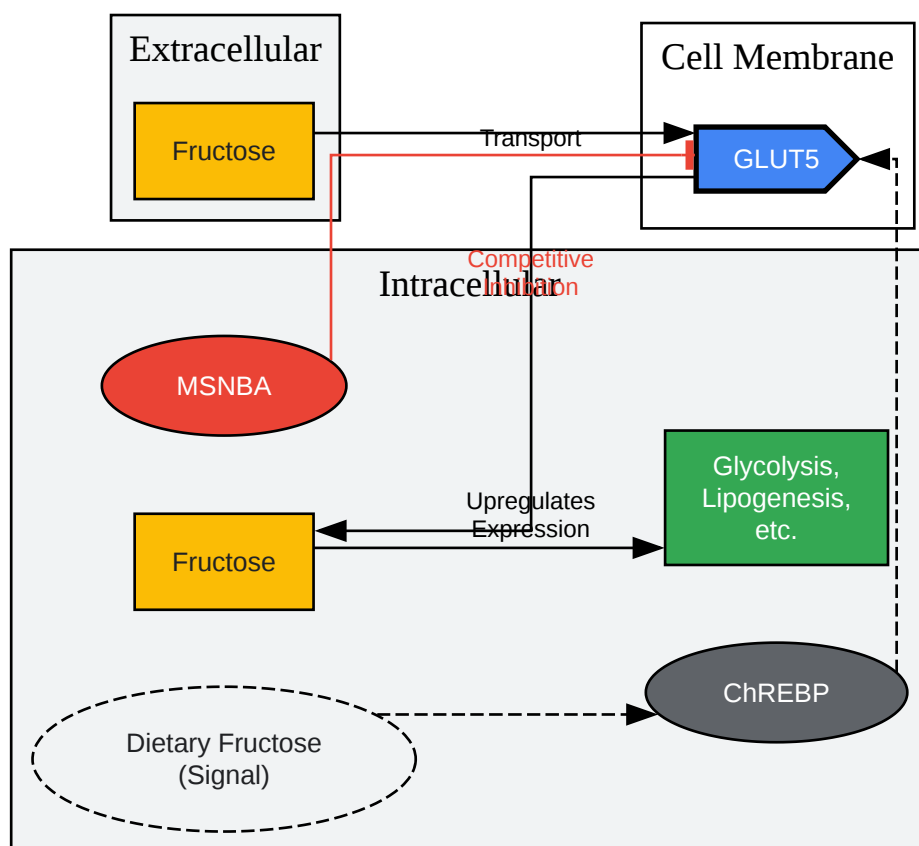 Extracellular
Cell Membrane
Fructose
Transport
GLUT5
Competitive
Inhibition
Intracellular
MSNBA
Glycolysis,
Lipogenesis,
etc.
Upregulates
Expression
Fructose
ChREBP
Dietary Fructose
(Signal)